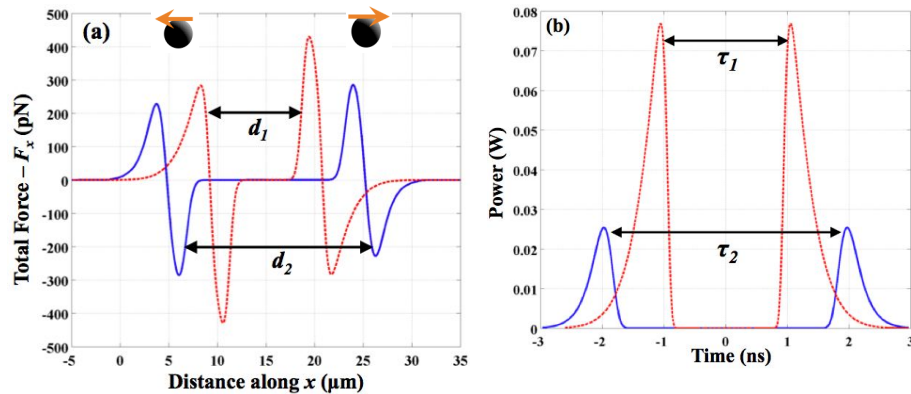 (a)
Total Force – Fx (pN)
500
400
300
200
100
0
-100
-200
-300
-400
-500
d1
d2
-5 0 5 10 15 20 25 30 35
Distance along x (µm)
(b)
Power (W)
0.08
0.07
0.06
0.05
0.04
0.03
0.02
0.01
0
τ1
τ2
-3 -2 -1 0 1 2 3
Time (ns)